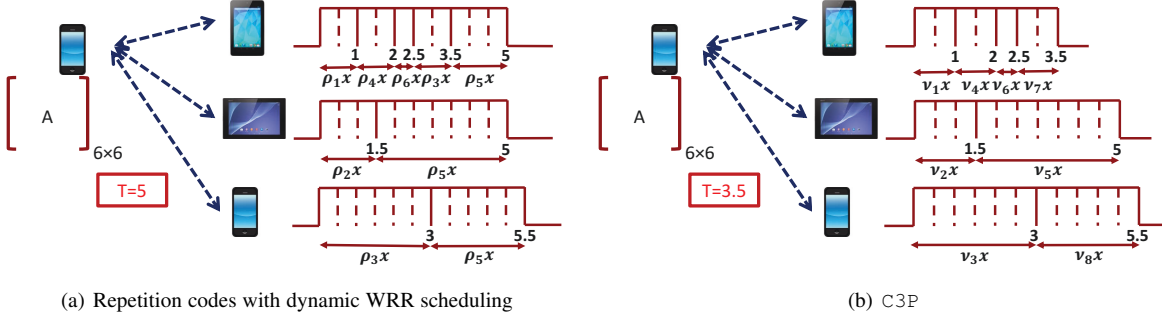 1 2 2.5 3.5 5
ρ₁x ρ₄x ρ₆x ρ₃x ρ₅x
A
6×6
1.5 5
ρ₂x ρ₅x
T=5
3 5.5
ρ₃x ρ₅x
(a) Repetition codes with dynamic WRR scheduling
1 2 2.5 3.5
ν₁x ν₄x ν₆x ν₇x
A
6×6
1.5 5
ν₂x ν₅x
T=3.5
3 5.5
ν₃x ν₈x
(b) C3P